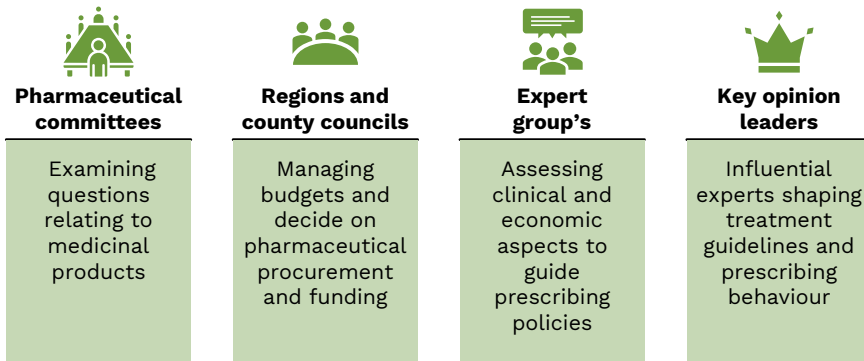 Pharmaceutical
committees
Examining
questions
relating to
medicinal
products
Regions and
county councils
Managing
budgets and
decide on
pharmaceutical
procurement
and funding
Expert
group's
Assessing
clinical and
economic
aspects to
guide
prescribing
policies
Key opinion
leaders
Influential
experts shaping
treatment
guidelines and
prescribing
behaviour